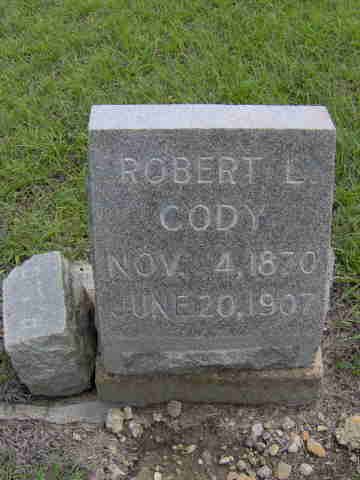 ROBERT L.
CODY
NOV. 4, 1870
JUNE 20, 1907